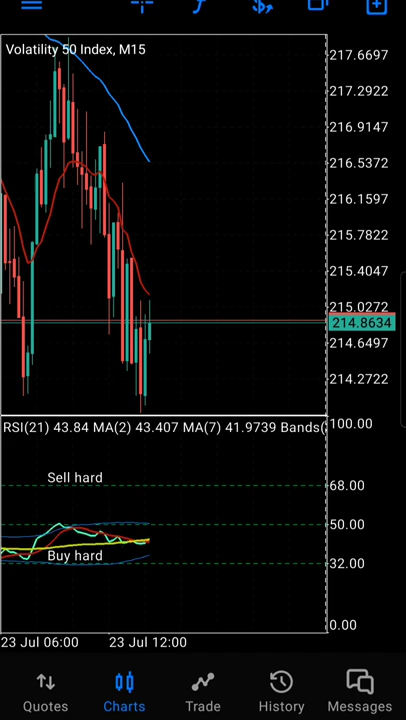 Volatility 50 Index, M15
217.6697
217.2922
216.9147
216.5372
216.1597
215.7822
215.4047
215.0272
214.8634
214.6497
214.2722
100.00
RSI(21) 43.84 MA(2) 43.407 MA(7) 41.9739 Bands(
Sell hard
68.00
50.00
Buy hard
32.00
0.00
23 Jul 06:00
23 Jul 12:00
Quotes
Charts
Trade
History
Messages